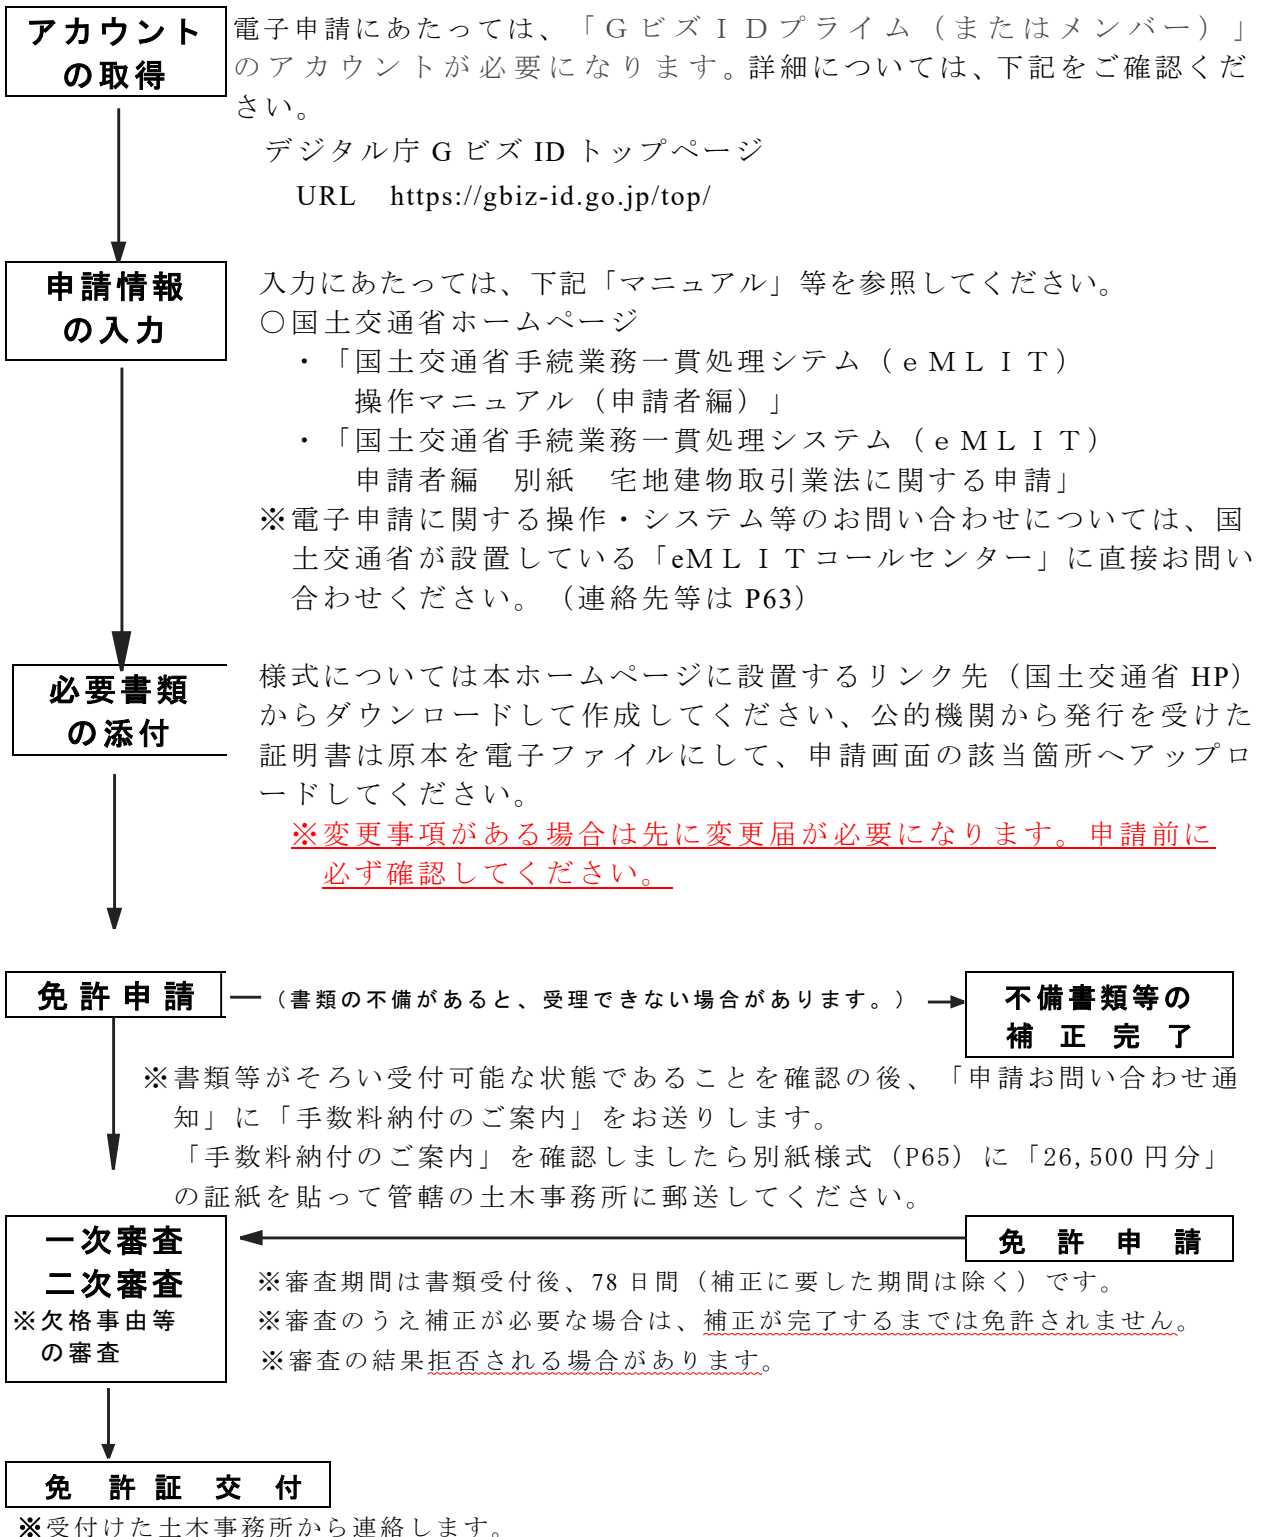 アカウント
の取得
電子申請にあたっては、「ＧビズＩＤプライム（またはメンバー）」
のアカウントが必要になります。詳細については、下記をご確認くだ
さい。
デジタル庁 G ビズ ID トップページ
URL　https://gbiz-id.go.jp/top/
申請情報
の入力
入力にあたっては、下記「マニュアル」等を参照してください。
○国土交通省ホームページ
・「国土交通省手続業務一貫処理シテム（ｅＭＬＩＴ）
操作マニュアル（申請者編）」
・「国土交通省手続業務一貫処理システム（ｅＭＬＩＴ）
申請者編　別紙　宅地建物取引業法に関する申請」
※電子申請に関する操作・システム等のお問い合わせについては、国
土交通省が設置している「eMＬＩＴコールセンター」に直接お問い
合わせください。（連絡先等は P63）
必要書類
の添付
様式については本ホームページに設置するリンク先（国土交通省 HP）
からダウンロードして作成してください、公的機関から発行を受けた
証明書は原本を電子ファイルにして、申請画面の該当箇所へアップロ
ードしてください。
※変更事項がある場合は先に変更届が必要になります。申請前に
必ず確認してください。
免許申請
（書類の不備があると、受理できない場合があります。）
不備書類等の
補正完了
※書類等がそろい受付可能な状態であることを確認の後、「申請お問い合わせ通
知」に「手数料納付のご案内」をお送りします。
「手数料納付のご案内」を確認しましたら別紙様式（P65）に「26,500 円分」
の証紙を貼って管轄の土木事務所に郵送してください。
一次審査
二次審査
※欠格事由等
の審査
免許申請
※審査期間は書類受付後、78 日間（補正に要した期間は除く）です。
※審査のうえ補正が必要な場合は、補正が完了するまでは免許されません。
※審査の結果拒否される場合があります。
免許証交付
※受付けた土木事務所から連絡します。